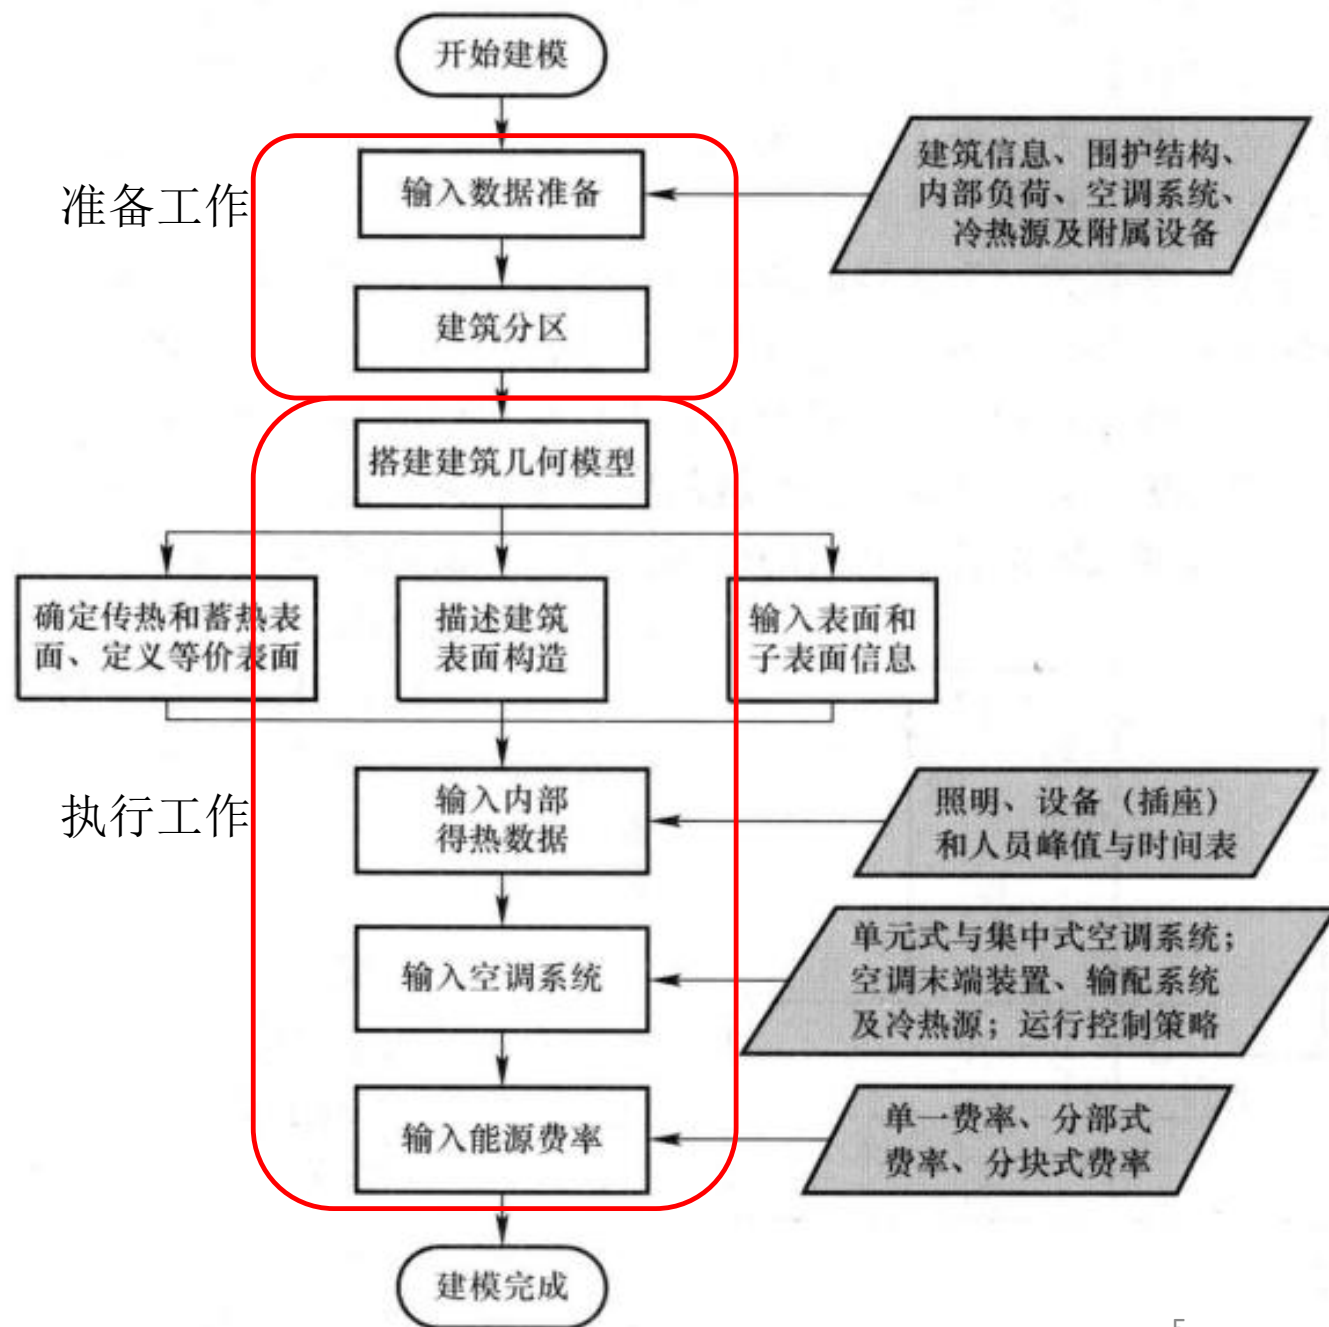 开始建模
准备工作
输入数据准备
建筑信息、围护结构、
内部负荷、空调系统、
冷热源及附属设备
建筑分区
搭建建筑几何模型
确定传热和蓄热表
面、定义等价表面
描述建筑
表面构造
输入表面和
子表面信息
执行工作
输入内部
得热数据
照明、设备（插座）
和人员峰值与时间表
输入空调系统
单元式与集中式空调系统；
空调末端装置、输配系统
及冷热源；运行控制策略
输入能源费率
单一费率、分部式
费率、分块式费率
建模完成
5